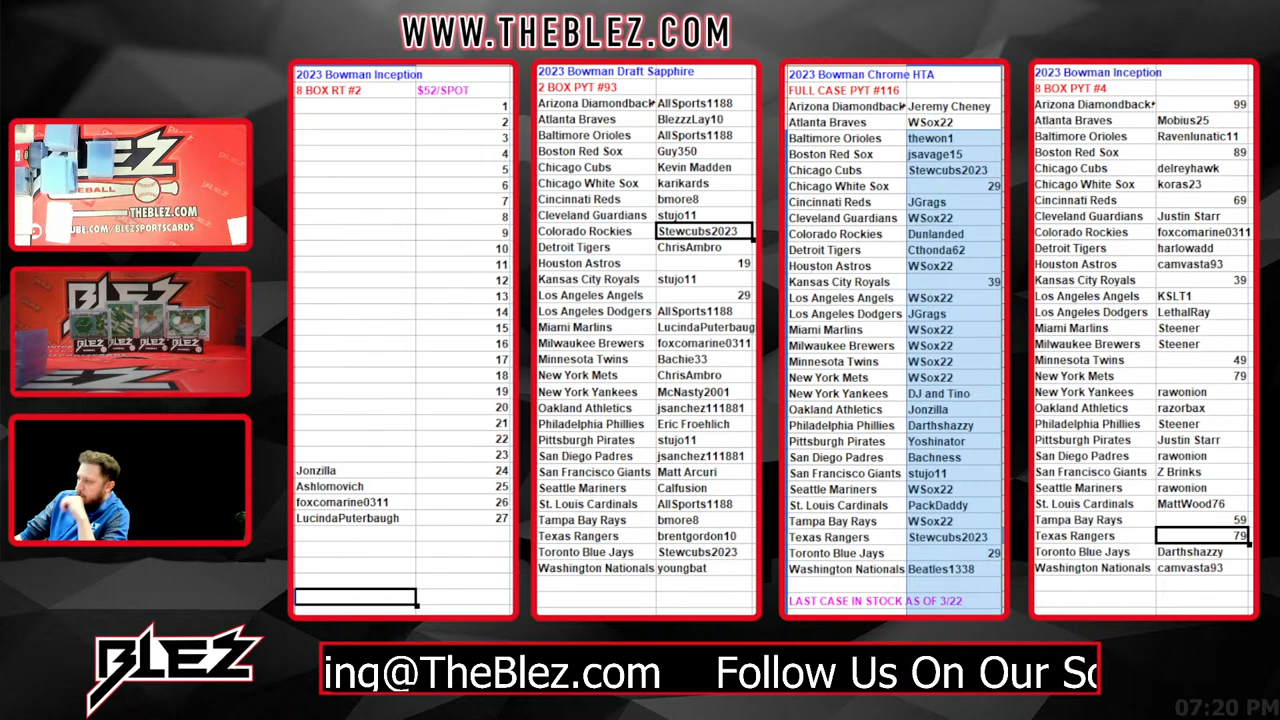 WWW.THEBLEZ.COM
BLEZ
BASEBALL
THEBLEZ.COM
UBE.COM/BLEZSPORTSCARDS
BLEZ
BLEZ
2023 Bowman Inception
8 BOX RT #2 $52/SPOT
1
2
3
4
5
6
7
8
9
10
11
12
13
14
15
16
17
18
19
20
21
22
23
Jonzilla 24
Ashlomovich 25
foxcomarine0311 26
LucindaPuterbaugh 27
2023 Bowman Draft Sapphire
2 BOX PYT #93
Arizona Diamondback AllSports1188
Atlanta Braves BlezzzLay10
Baltimore Orioles AllSports1188
Boston Red Sox Guy350
Chicago Cubs Kevin Madden
Chicago White Sox karikards
Cincinnati Reds bmore8
Cleveland Guardians stujo11
Colorado Rockies Stewcubs2023
Detroit Tigers ChrisAmbro
Houston Astros 19
Kansas City Royals stujo11
Los Angeles Angels 29
Los Angeles Dodgers AllSports1188
Miami Marlins LucindaPuterbaug
Milwaukee Brewers foxcomarine0311
Minnesota Twins Bachie33
New York Mets ChrisAmbro
New York Yankees McNasty2001
Oakland Athletics jsanchez111881
Philadelphia Phillies Eric Froehlich
Pittsburgh Pirates stujo11
San Diego Padres jsanchez111881
San Francisco Giants Matt Arcuri
Seattle Mariners Calfusion
St. Louis Cardinals AllSports1188
Tampa Bay Rays bmore8
Texas Rangers brentgordon10
Toronto Blue Jays Stewcubs2023
Washington Nationals youngbat
2023 Bowman Chrome HTA
FULL CASE PYT #116
Arizona Diamondback Jeremy Cheney
Atlanta Braves WSox22
Baltimore Orioles thewon1
Boston Red Sox jsavage15
Chicago Cubs Stewcubs2023
Chicago White Sox 29
Cincinnati Reds JGrags
Cleveland Guardians WSox22
Colorado Rockies Dunlanded
Detroit Tigers Cthonda62
Houston Astros WSox22
Kansas City Royals 39
Los Angeles Angels WSox22
Los Angeles Dodgers JGrags
Miami Marlins WSox22
Milwaukee Brewers WSox22
Minnesota Twins WSox22
New York Mets WSox22
New York Yankees DJ and Tino
Oakland Athletics Jonzilla
Philadelphia Phillies Darthshazzy
Pittsburgh Pirates Yoshinator
San Diego Padres Bachness
San Francisco Giants stujo11
Seattle Mariners WSox22
St. Louis Cardinals PackDaddy
Tampa Bay Rays WSox22
Texas Rangers Stewcubs2023
Toronto Blue Jays 29
Washington Nationals Beatles1338
LAST CASE IN STOCK AS OF 3/22
2023 Bowman Inception
8 BOX PYT #4
Arizona Diamondback 99
Atlanta Braves Mobius25
Baltimore Orioles Ravenlunatic11
Boston Red Sox 89
Chicago Cubs delreyhawk
Chicago White Sox koras23
Cincinnati Reds 69
Cleveland Guardians Justin Starr
Colorado Rockies foxcomarine0311
Detroit Tigers harlowadd
Houston Astros camvasta93
Kansas City Royals 39
Los Angeles Angels KSLT1
Los Angeles Dodgers LethalRay
Miami Marlins Steener
Milwaukee Brewers Steener
Minnesota Twins 49
New York Mets 79
New York Yankees rawonion
Oakland Athletics razorbax
Philadelphia Phillies Steener
Pittsburgh Pirates Justin Starr
San Diego Padres rawonion
San Francisco Giants Z Brinks
Seattle Mariners rawonion
St. Louis Cardinals MattWood76
Tampa Bay Rays 59
Texas Rangers 79
Toronto Blue Jays Darthshazzy
Washington Nationals camvasta93
BLEZ
ing@TheBlez.com Follow Us On Our So
07:20 PM